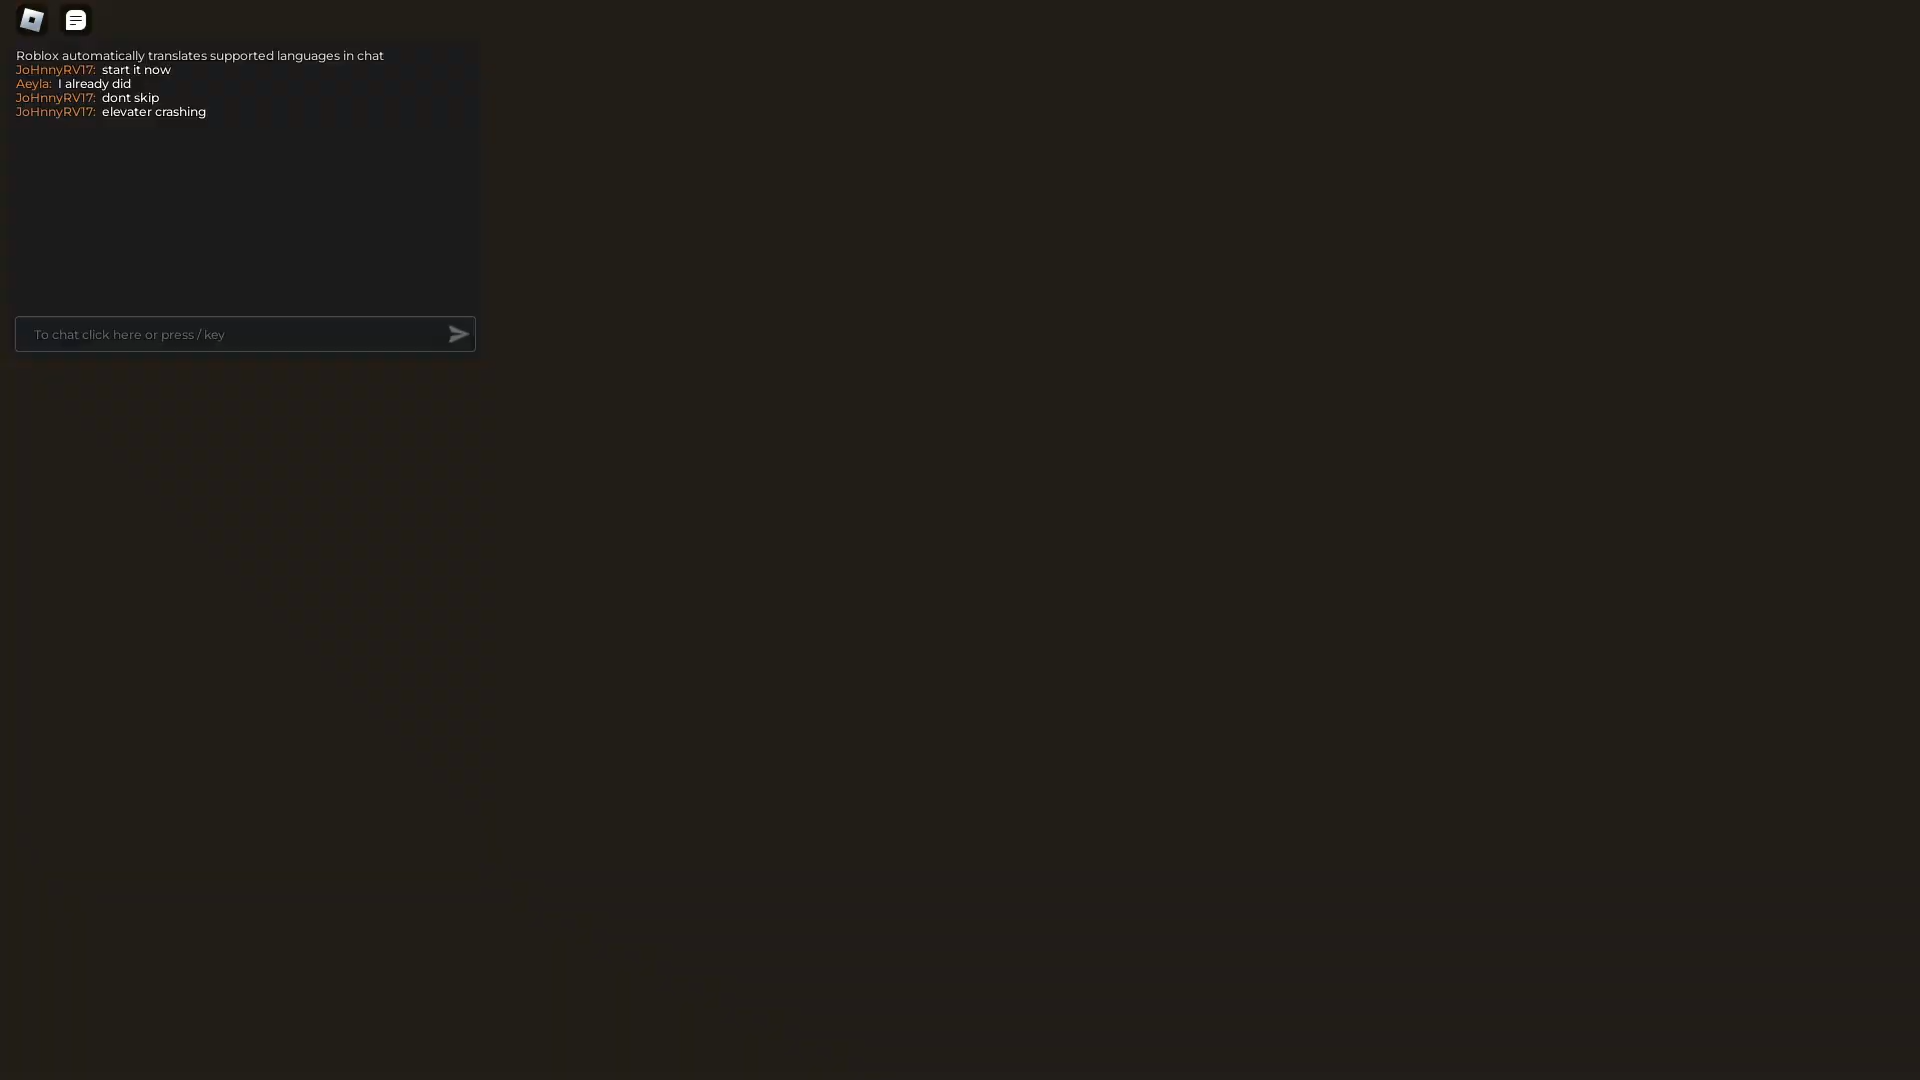 Roblox automatically translates supported languages in chat
JoHnnyRV17: start it now
Aeyla: I already did
JoHnnyRV17: dont skip
JoHnnyRV17: elevater crashing
To chat click here or press / key